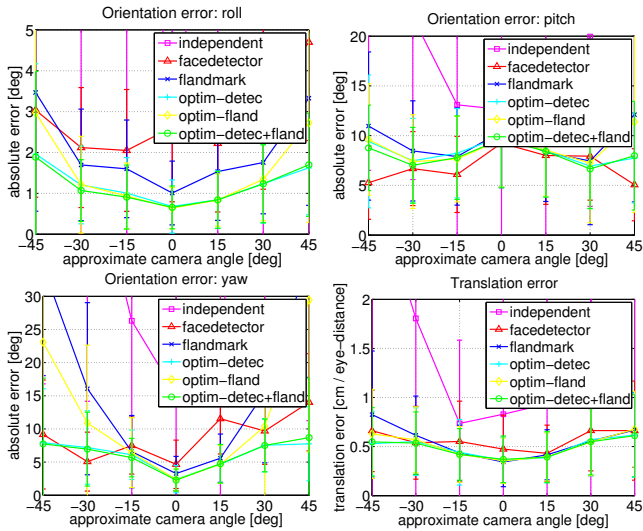 Orientation error: roll
5
4
3
2
1
0
absolute error [deg]
independent
facedetector
flandmark
optim−detec
optim−fland
optim−detec+fland
−45 −30 −15 0 15 30 45
approximate camera angle [deg]
Orientation error: pitch
20
15
10
5
0
absolute error [deg]
independent
facedetector
flandmark
optim−detec
optim−fland
optim−detec+fland
−45 −30 −15 0 15 30 45
approximate camera angle [deg]
Orientation error: yaw
30
25
20
15
10
5
0
absolute error [deg]
independent
facedetector
flandmark
optim−detec
optim−fland
optim−detec+fland
−45 −30 −15 0 15 30 45
approximate camera angle [deg]
Translation error
2
1.5
1
0.5
0
translation error [cm / eye−distance]
independent
facedetector
flandmark
optim−detec
optim−fland
optim−detec+fland
−45 −30 −15 0 15 30 45
approximate camera angle [deg]